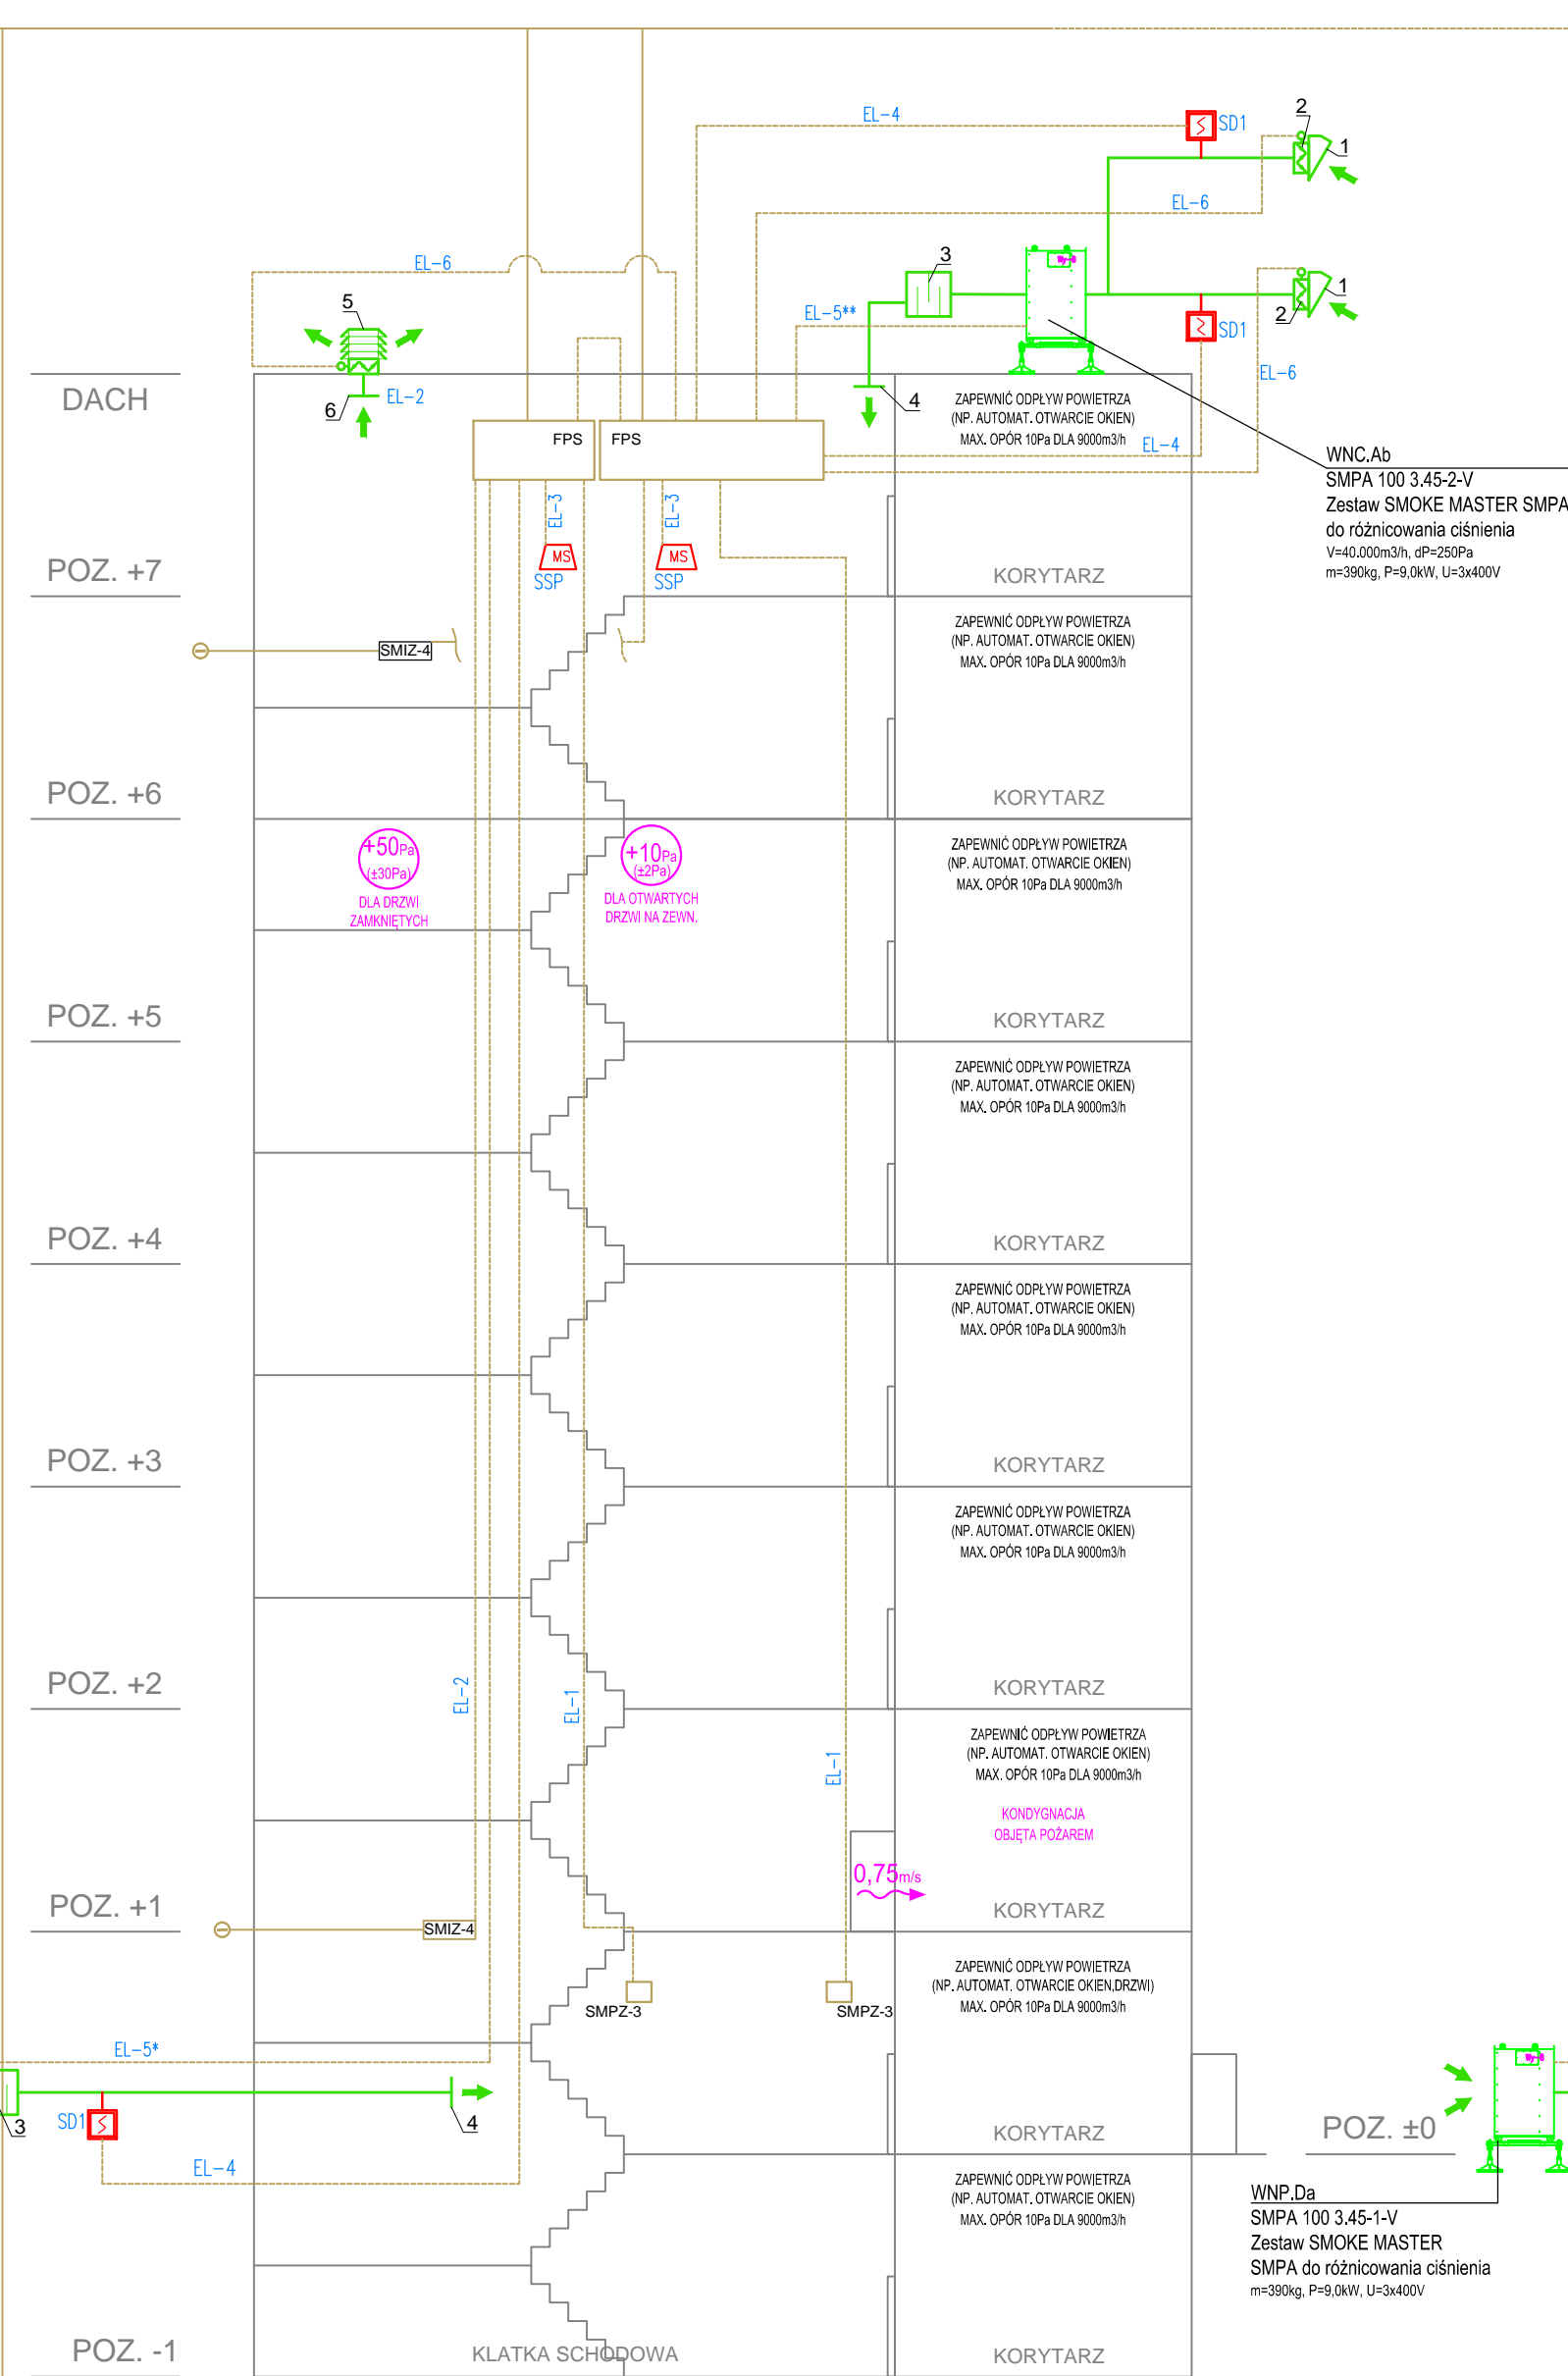 EL-4
SD1
2
1
EL-6
EL-6
3
1
5
EL-5**
2
SD1
EL-6
DACH
6
EL-2
4
ZAPEWNIĆ ODPŁYW POWIETRZA
(NP. AUTOMAT. OTWARCIE OKIEN)
MAX. OPÓR 10Pa DLA 9000m3/h
FPS
FPS
EL-4
WNC.Ab
SMPA 100 3.45-2-V
Zestaw SMOKE MASTER SMPA
do różnicowania ciśnienia
V=40.000m3/h, dP=250Pa
m=390kg, P=9,0kW, U=3x400V
EL-3
EL-3
MS
MS
SSP
SSP
POZ. +7
KORYTARZ
ZAPEWNIĆ ODPŁYW POWIETRZA
(NP. AUTOMAT. OTWARCIE OKIEN)
MAX. OPÓR 10Pa DLA 9000m3/h
SMIZ-4
POZ. +6
KORYTARZ
+50Pa
(±30Pa)
DLA DRZWI
ZAMKNIĘTYCH
+10Pa
(±2Pa)
DLA OTWARTYCH
DRZWI NA ZEWN.
ZAPEWNIĆ ODPŁYW POWIETRZA
(NP. AUTOMAT. OTWARCIE OKIEN)
MAX. OPÓR 10Pa DLA 9000m3/h
POZ. +5
KORYTARZ
ZAPEWNIĆ ODPŁYW POWIETRZA
(NP. AUTOMAT. OTWARCIE OKIEN)
MAX. OPÓR 10Pa DLA 9000m3/h
POZ. +4
KORYTARZ
ZAPEWNIĆ ODPŁYW POWIETRZA
(NP. AUTOMAT. OTWARCIE OKIEN)
MAX. OPÓR 10Pa DLA 9000m3/h
POZ. +3
KORYTARZ
ZAPEWNIĆ ODPŁYW POWIETRZA
(NP. AUTOMAT. OTWARCIE OKIEN)
MAX. OPÓR 10Pa DLA 9000m3/h
POZ. +2
EL-2
EL-1
KORYTARZ
ZAPEWNIĆ ODPŁYW POWIETRZA
(NP. AUTOMAT. OTWARCIE OKIEN)
MAX. OPÓR 10Pa DLA 9000m3/h
EL-1
KONDYGNACJA
OBJĘTA POŻAREM
0,75m/s
POZ. +1
KORYTARZ
SMIZ-4
ZAPEWNIĆ ODPŁYW POWIETRZA
(NP. AUTOMAT. OTWARCIE OKIEN,DRZWI)
MAX. OPÓR 10Pa DLA 9000m3/h
SMPZ-3
SMPZ-3
EL-5*
3
SD1
4
EL-4
KORYTARZ
POZ. ±0
ZAPEWNIĆ ODPŁYW POWIETRZA
(NP. AUTOMAT. OTWARCIE OKIEN)
MAX. OPÓR 10Pa DLA 9000m3/h
WNP.Da
SMPA 100 3.45-1-V
Zestaw SMOKE MASTER
SMPA do różnicowania ciśnienia
m=390kg, P=9,0kW, U=3x400V
POZ. -1
KLATKA SCHODOWA
KORYTARZ